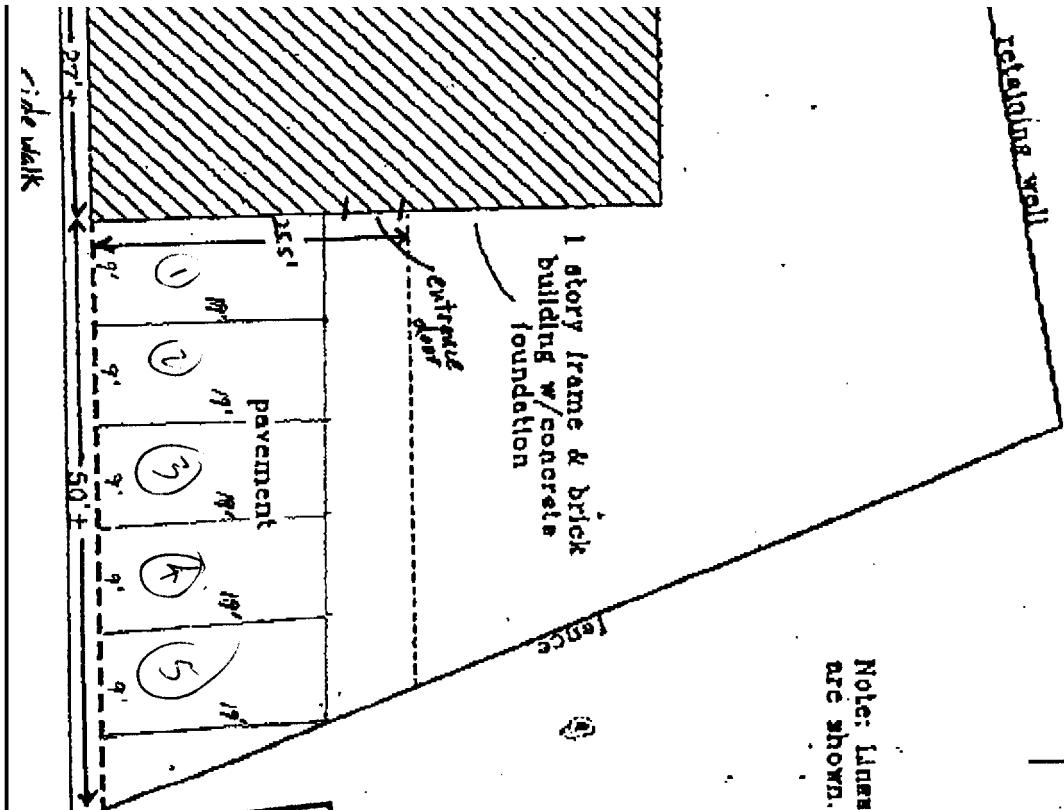 retaining wall
side walk
27' ±
25.5'
entrance
door
1 story frame & brick
building w/concrete
foundation
1
9'
19'
2
9'
19'
3
9'
19'
pavement
50' ±
4
9'
19'
5
9'
19'
fence
Note: Lines
are shown.